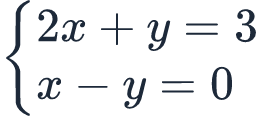 2x + y = 3
x − y = 0